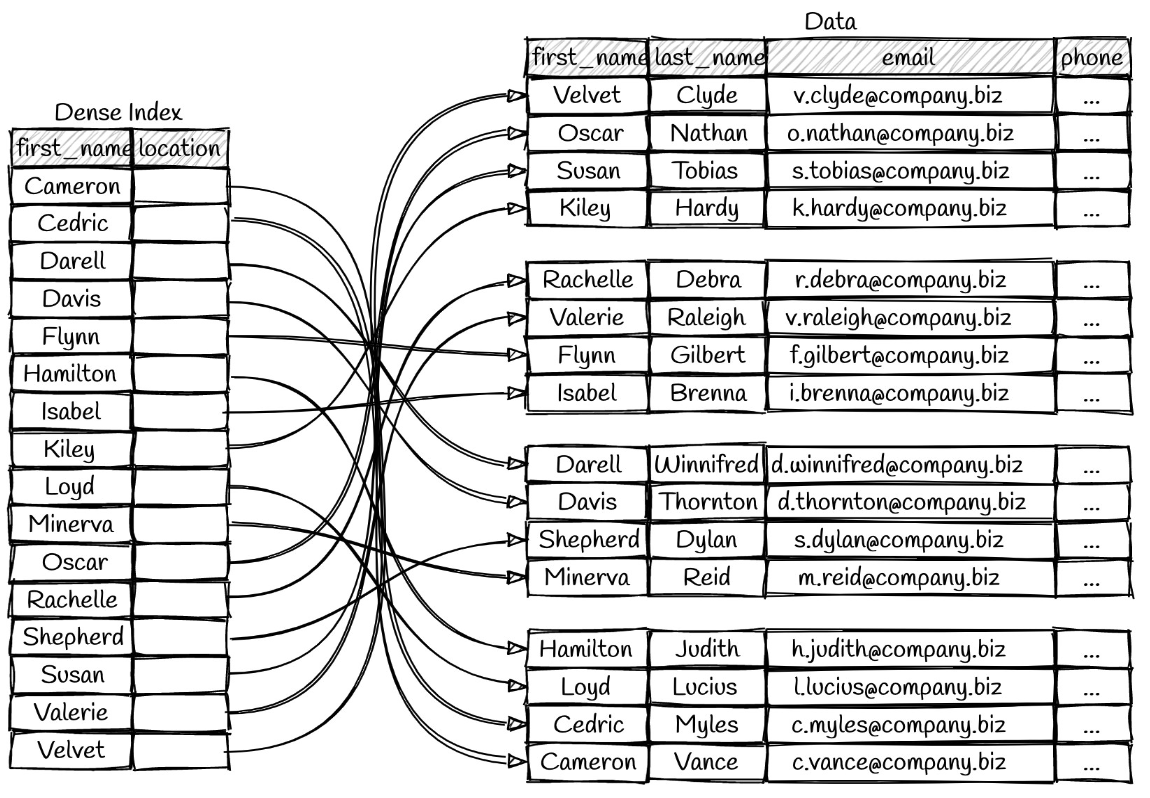 Dense Index
first_name location
Cameron
Cedric
Darell
Davis
Flynn
Hamilton
Isabel
Kiley
Loyd
Minerva
Oscar
Rachelle
Shepherd
Susan
Valerie
Velvet
Data
first_name last_name email phone
Velvet Clyde v.clyde@company.biz ...
Oscar Nathan o.nathan@company.biz ...
Susan Tobias s.tobias@company.biz ...
Kiley Hardy k.hardy@company.biz ...
Rachelle Debra r.debra@company.biz ...
Valerie Raleigh v.raleigh@company.biz ...
Flynn Gilbert f.gilbert@company.biz ...
Isabel Brenna i.brenna@company.biz ...
Darell Winnifred d.winnifred@company.biz ...
Davis Thornton d.thornton@company.biz ...
Shepherd Dylan s.dylan@company.biz ...
Minerva Reid m.reid@company.biz ...
Hamilton Judith h.judith@company.biz ...
Loyd Lucius l.lucius@company.biz ...
Cedric Myles c.myles@company.biz ...
Cameron Vance c.vance@company.biz ...